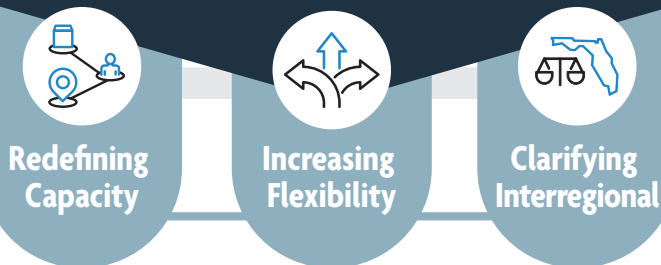 Redefining
Capacity
Increasing
Flexibility
Clarifying
Interregional